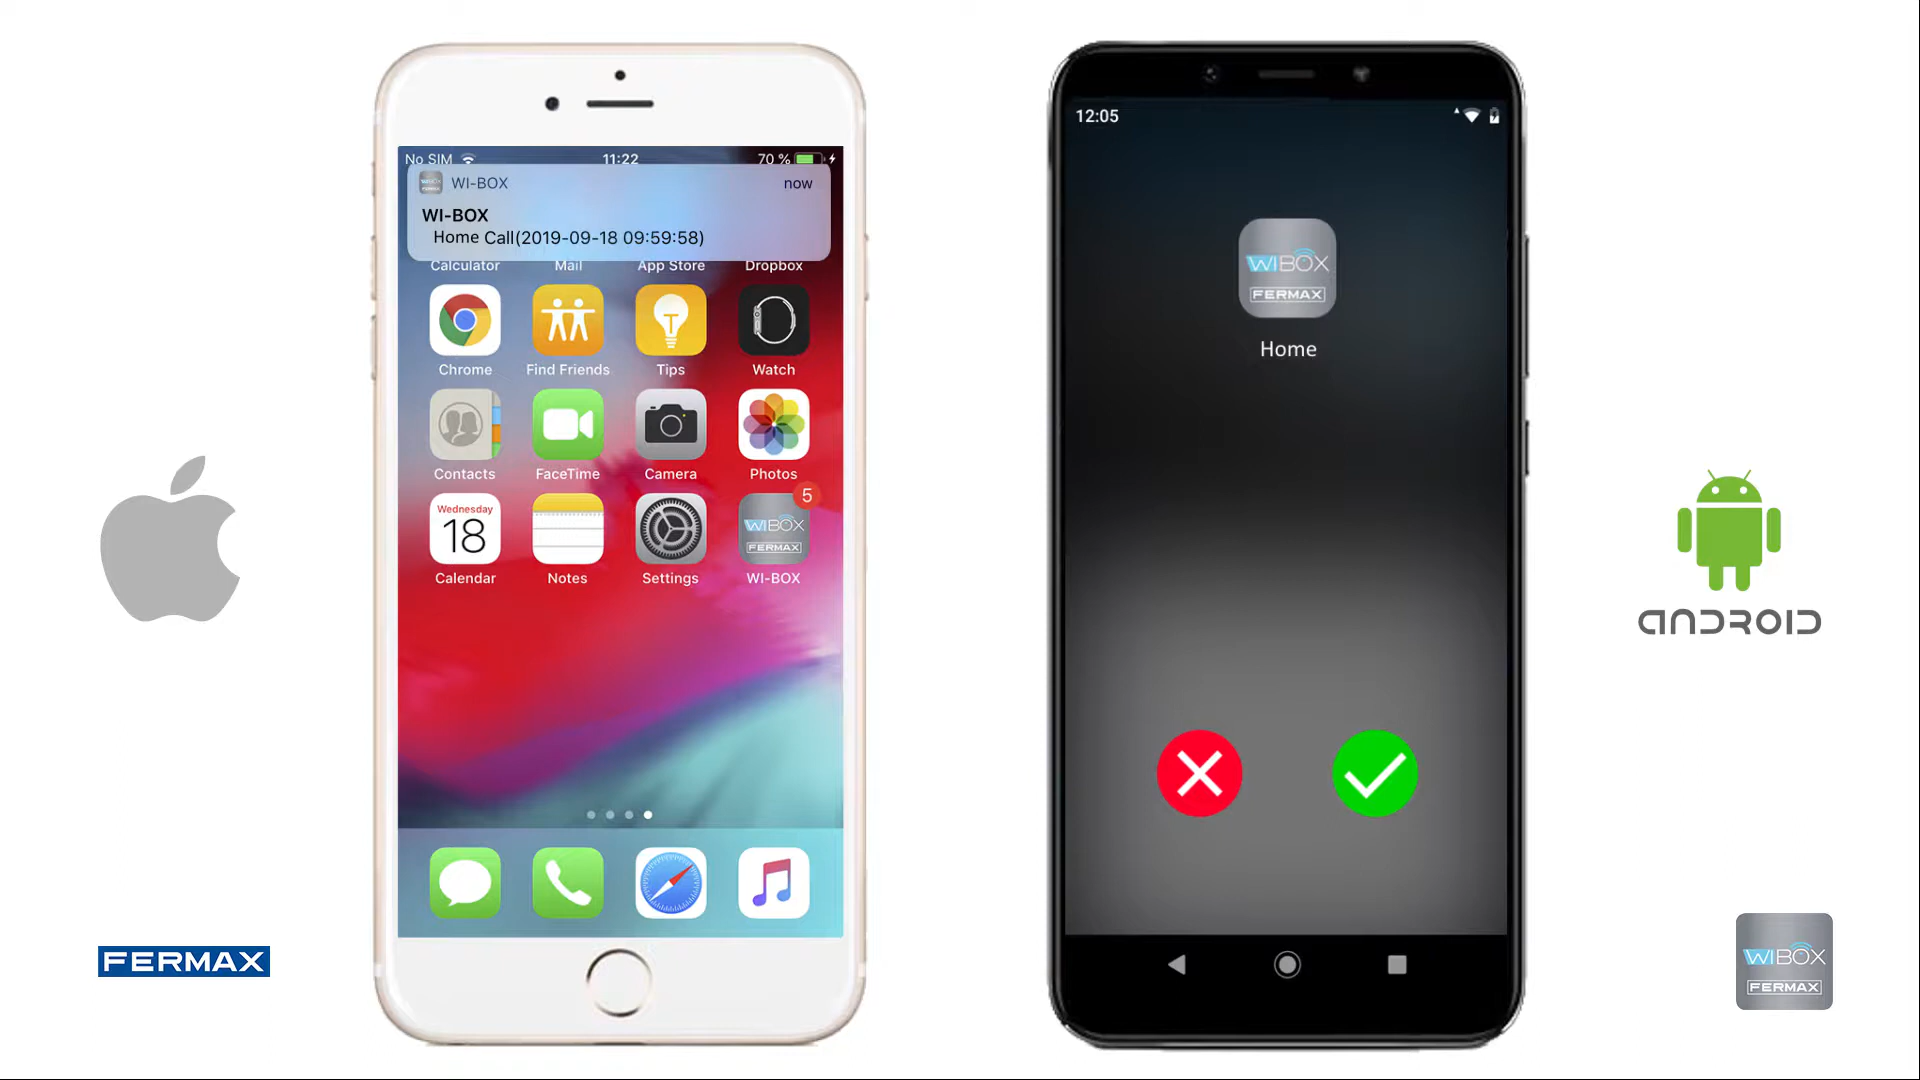 No SIM 11:22 70 %
WI-BOX now
WI-BOX
Home Call(2019-09-18 09:59:58)
Calculator Mail App Store Dropbox
Chrome Find Friends Tips Watch
Contacts FaceTime Camera Photos
Wednesday
18
5
WIBOX
FERMAX
Calendar Notes Settings WI-BOX
FERMAX
12:05
WIBOX
FERMAX
Home
ANDROID
WIBOX
FERMAX